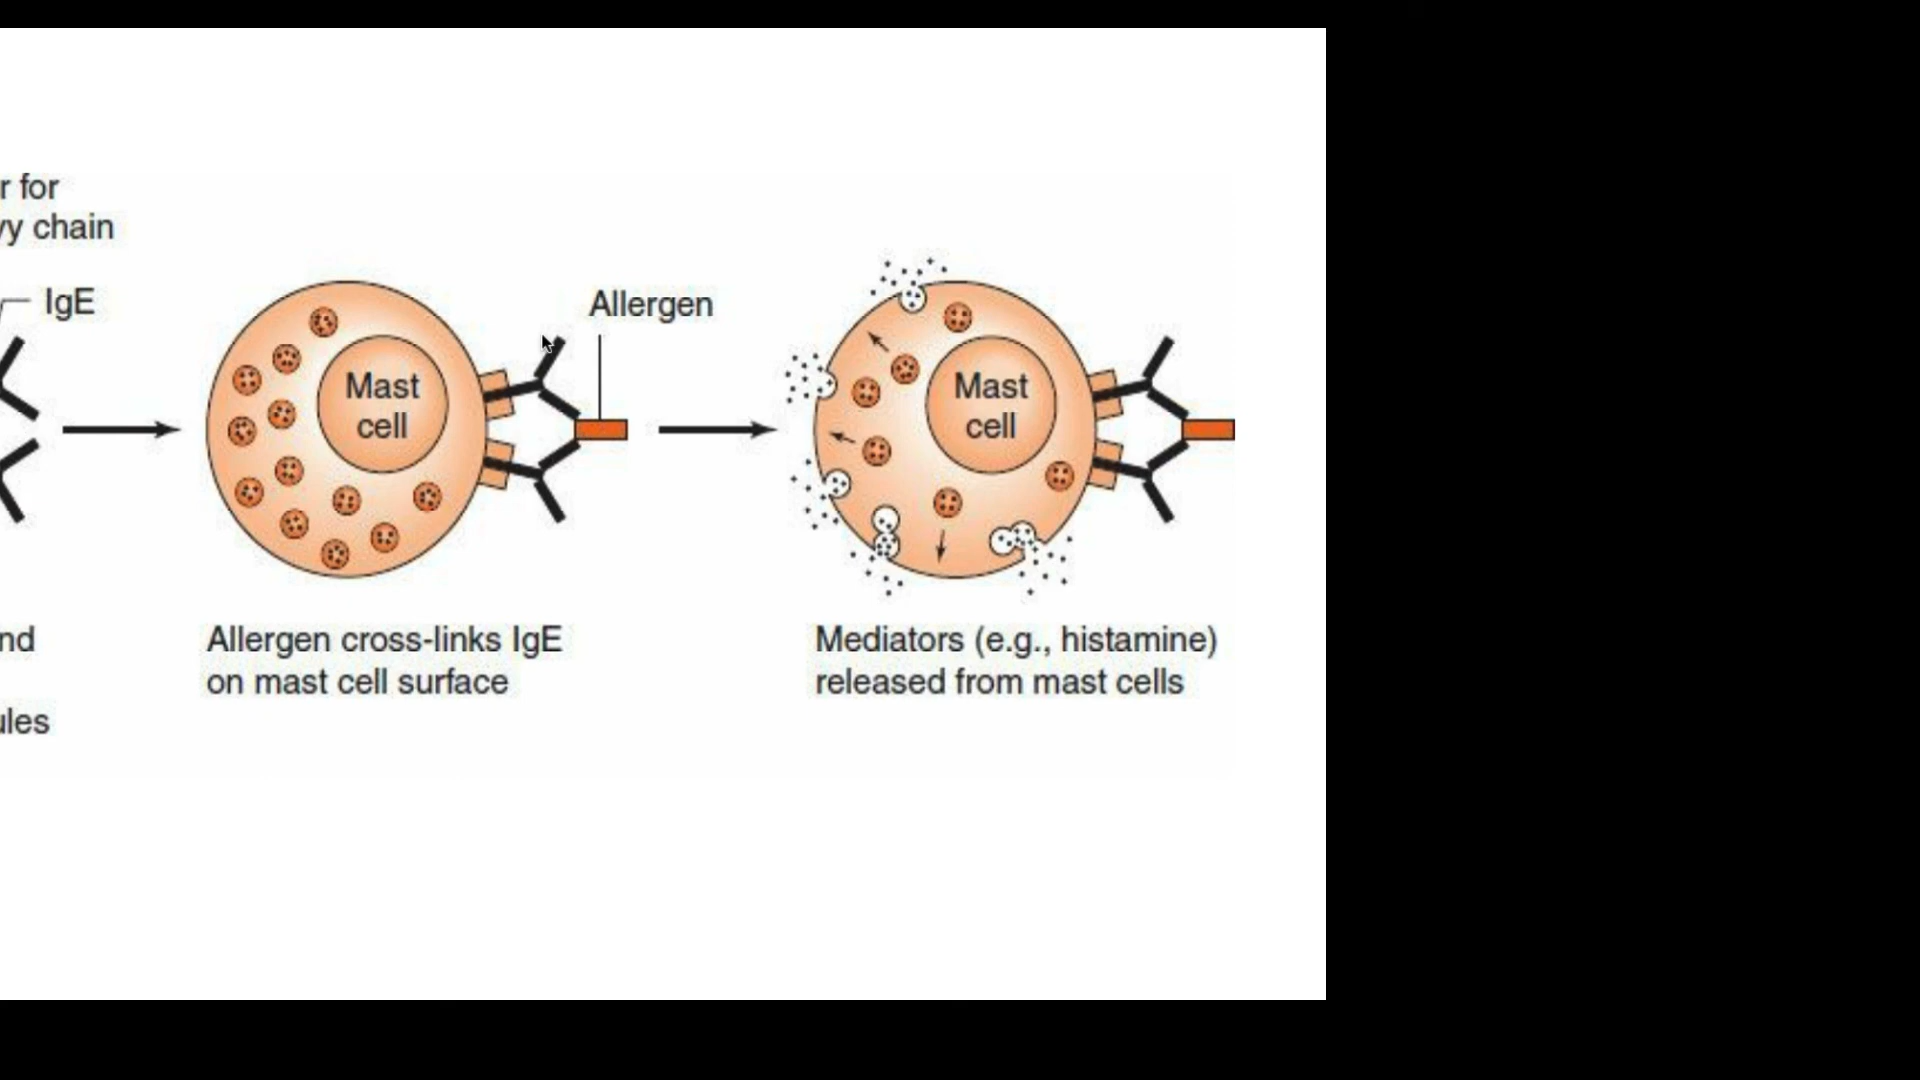 r for
vy chain
IgE
Allergen
Mast
cell
Mast
cell
nd
ules
Allergen cross-links IgE
on mast cell surface
Mediators (e.g., histamine)
released from mast cells